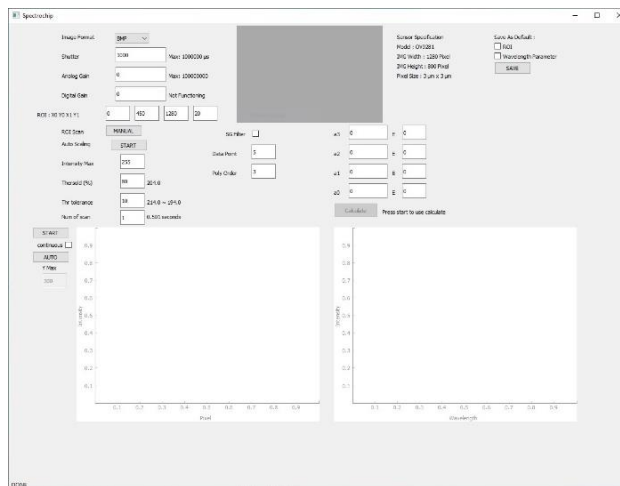 Spectrochip
Image Format BMP
Sensor Specification
Save As Default :
Model : OV9281
ROI
IMG Width : 1280 Pixel
Wavelength Parameter
Shutter 1000 Max: 1000000 μs
IMG Height : 800 Pixel
Pixel Size : 3 μm x 3 μm
SAVE
Analog Gain 0 Max: 10000000
Digital Gain 0 Not Functioning
ROI : X0 Y0 X1 Y1 0 450 1280 20
ROI Scan MANUAL
SG Filter
a3 0 E 0
Auto Scaling START
Data Point 5
a2 0 E 0
Intensity Max 255
Poly Order 3
a1 0 E 0
Thersold (%) 80 204.0
a0 0 E 0
Thr tolerance 10 214.0 ~ 194.0
Calculate Press start to use calculate
Num of scan 1 0.501 seconds
START
continuous
AUTO
Y Max
Intensity
0.9
0.8
0.7
0.6
0.5
0.4
0.3
0.2
0.1
0.1 0.2 0.3 0.4 0.5 0.6 0.7 0.8 0.9
Pixel
Intensity
0.9
0.8
0.7
0.6
0.5
0.4
0.3
0.2
0.1
0.1 0.2 0.3 0.4 0.5 0.6 0.7 0.8 0.9
Wavelength